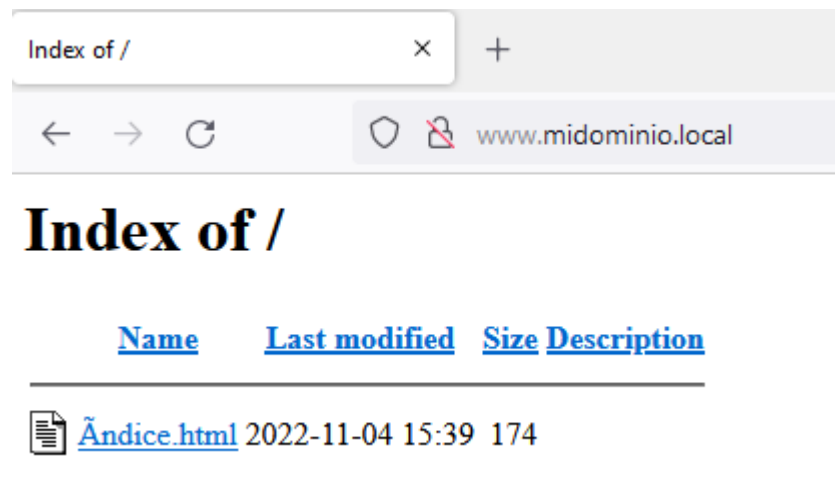 Index of /
www.midominio.local
Index of /
Name Last modified Size Description
Ãndice.html 2022-11-04 15:39 174